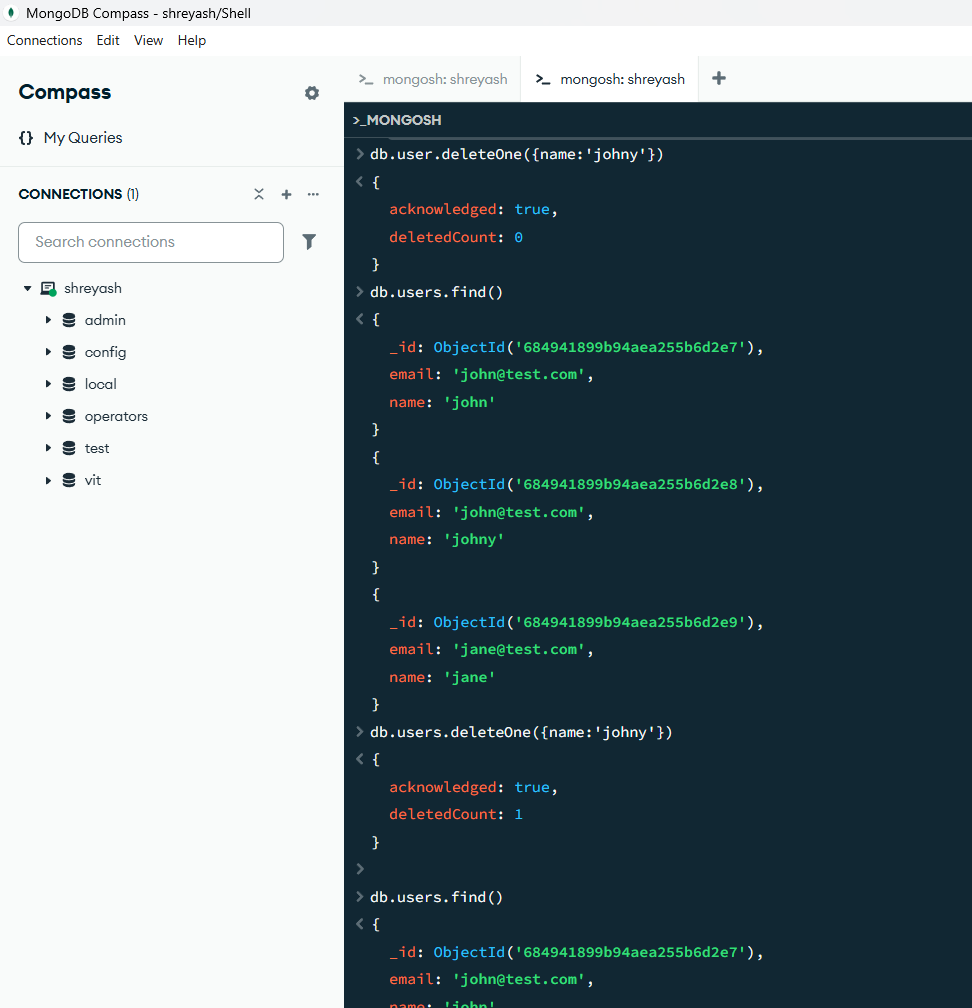 MongoDB Compass - shreyash/Shell
Connections Edit View Help
Compass
{} My Queries
CONNECTIONS (1)
Search connections
shreyash
admin
config
local
operators
test
vit
>_ mongosh: shreyash
>_ mongosh: shreyash
>_MONGOSH
> db.user.deleteOne({name:'johny'})
< {
acknowledged: true,
deletedCount: 0
}
> db.users.find()
< {
_id: ObjectId('684941899b94aea255b6d2e7'),
email: 'john@test.com',
name: 'john'
}
{
_id: ObjectId('684941899b94aea255b6d2e8'),
email: 'john@test.com',
name: 'johny'
}
{
_id: ObjectId('684941899b94aea255b6d2e9'),
email: 'jane@test.com',
name: 'jane'
}
> db.users.deleteOne({name:'johny'})
< {
acknowledged: true,
deletedCount: 1
}
>
> db.users.find()
< {
_id: ObjectId('684941899b94aea255b6d2e7'),
email: 'john@test.com',
name: 'john'